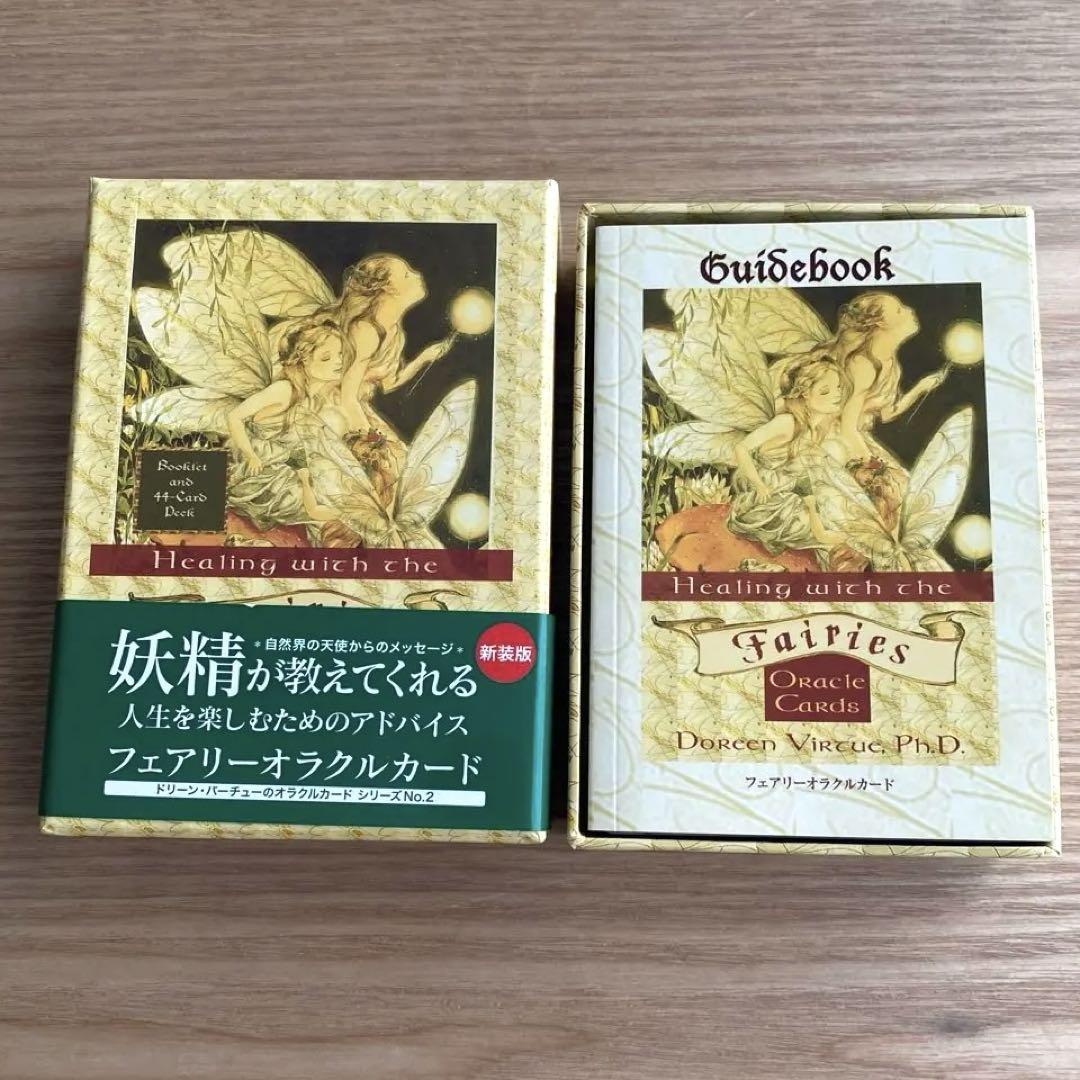 Booklet
and
44-Card
Deck
Healing with the
＊自然界の天使からのメッセージ＊
新装版
妖精が教えてくれる
人生を楽しむためのアドバイス
フェアリーオラクルカード
ドリーン・バーチューのオラクルカード シリーズNo.2
Guidebook
Healing with the
Fairies
Oracle
Cards
Doreen Virtue, Ph.D.
フェアリーオラクルカード